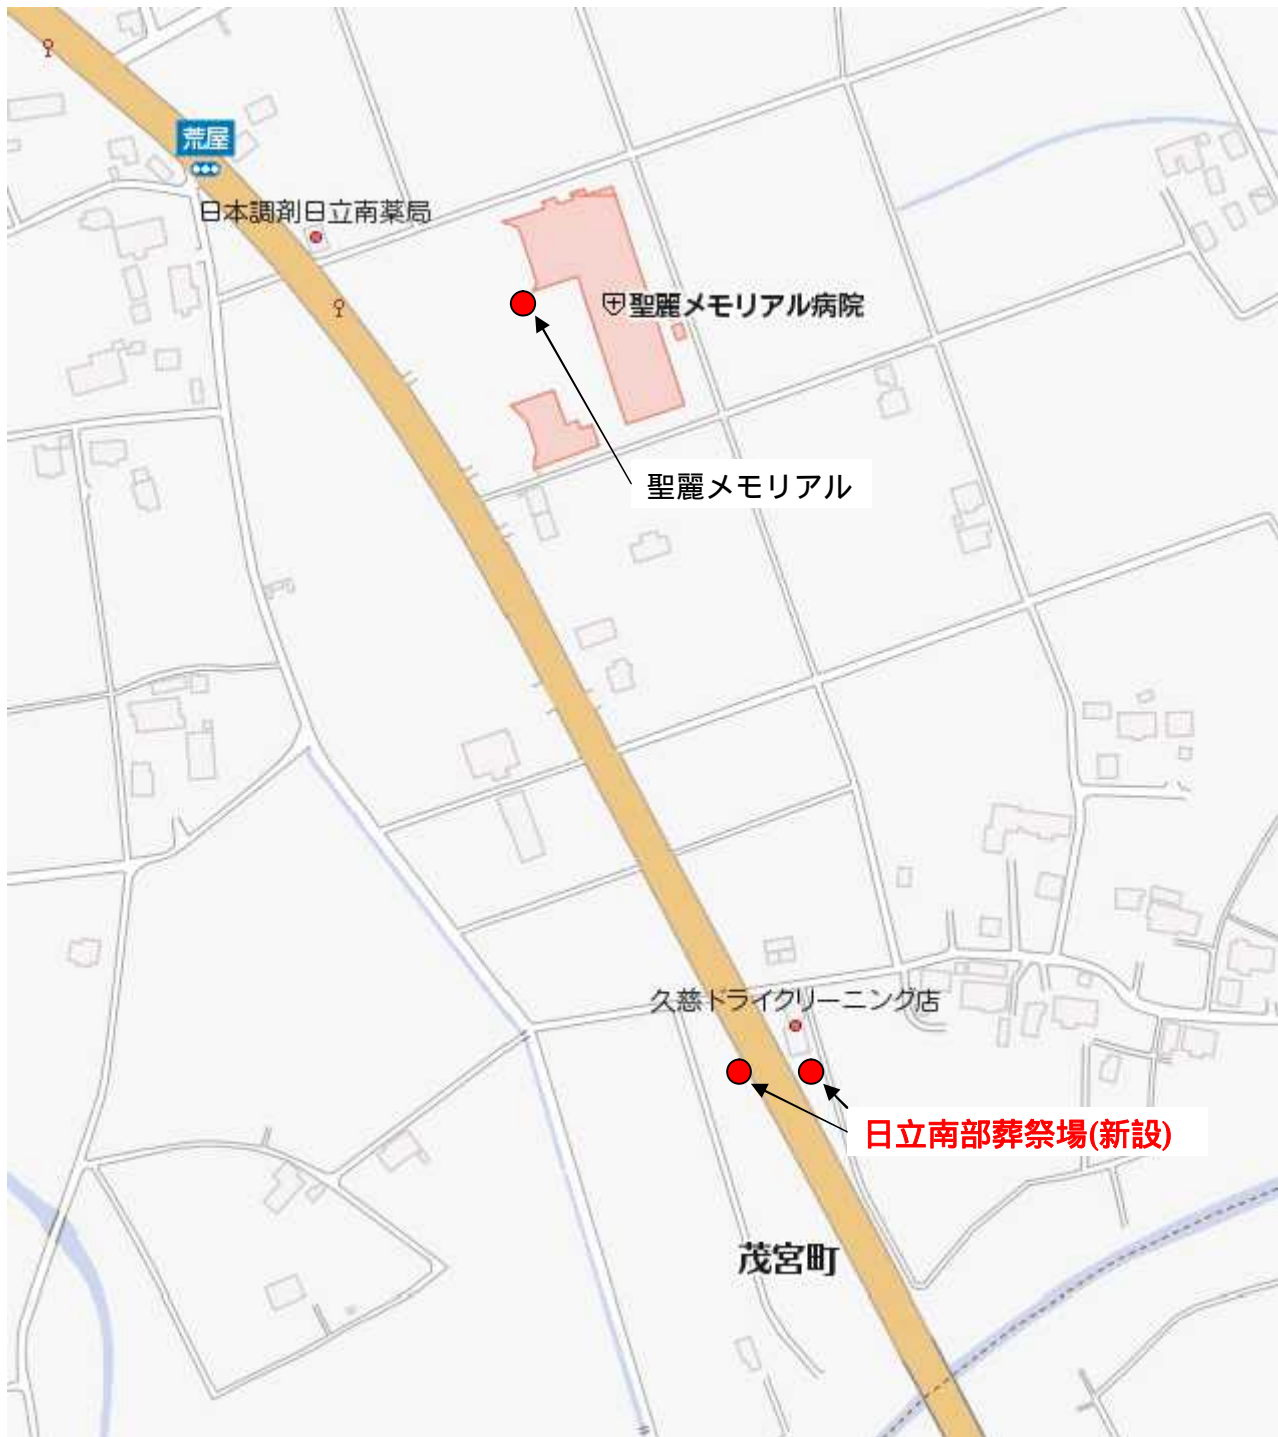 荒屋
日本調剤日立南薬局
聖麗メモリアル病院
聖麗メモリアル
久慈ドライクリーニング店
日立南部葬祭場(新設)
茂宮町